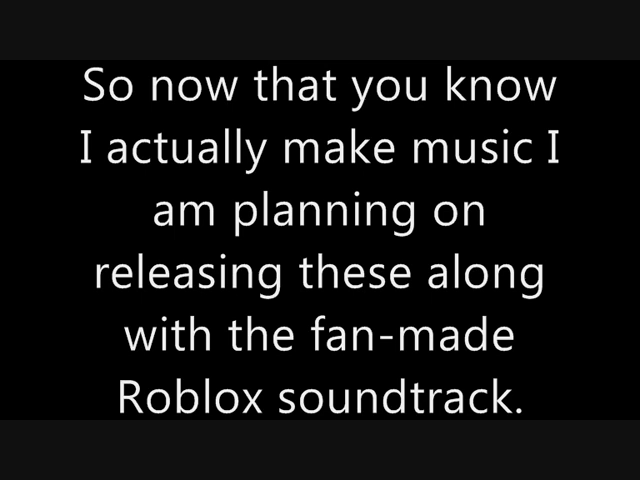 So now that you know
I actually make music I
am planning on
releasing these along
with the fan-made
Roblox soundtrack.